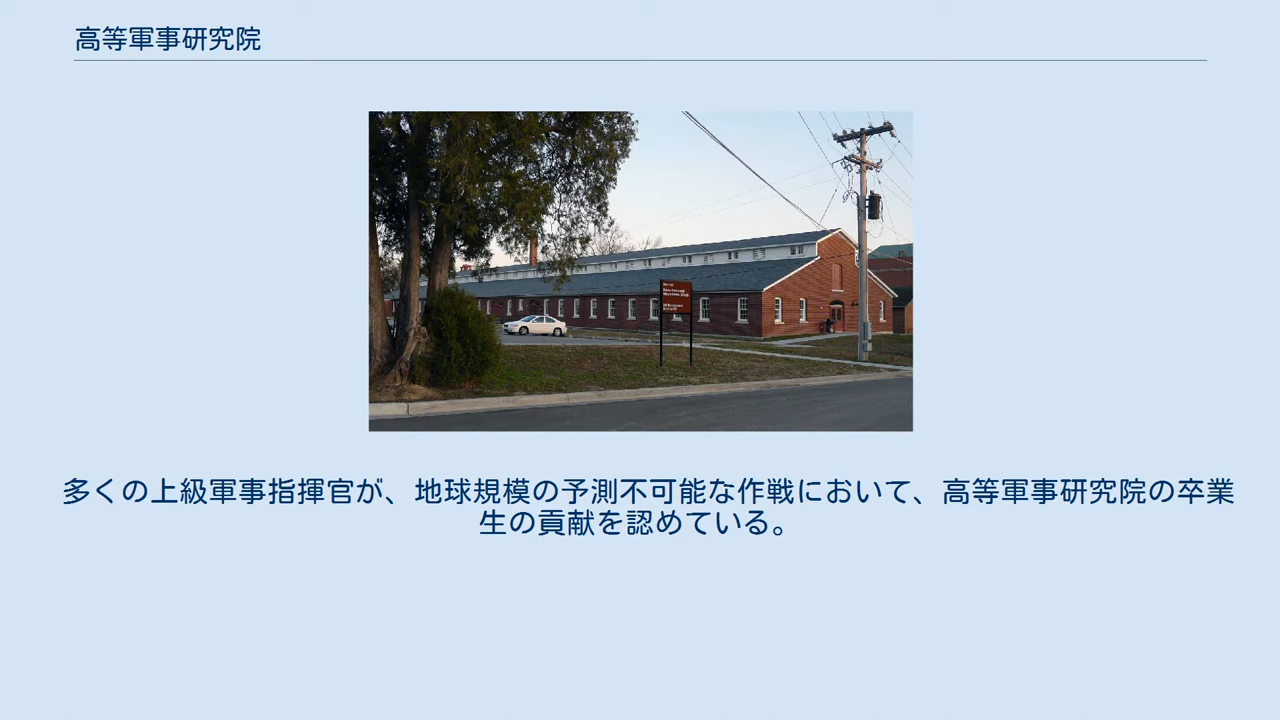 高等軍事研究院
多くの上級軍事指揮官が、地球規模の予測不可能な作戦において、高等軍事研究院の卒業
生の貢献を認めている。